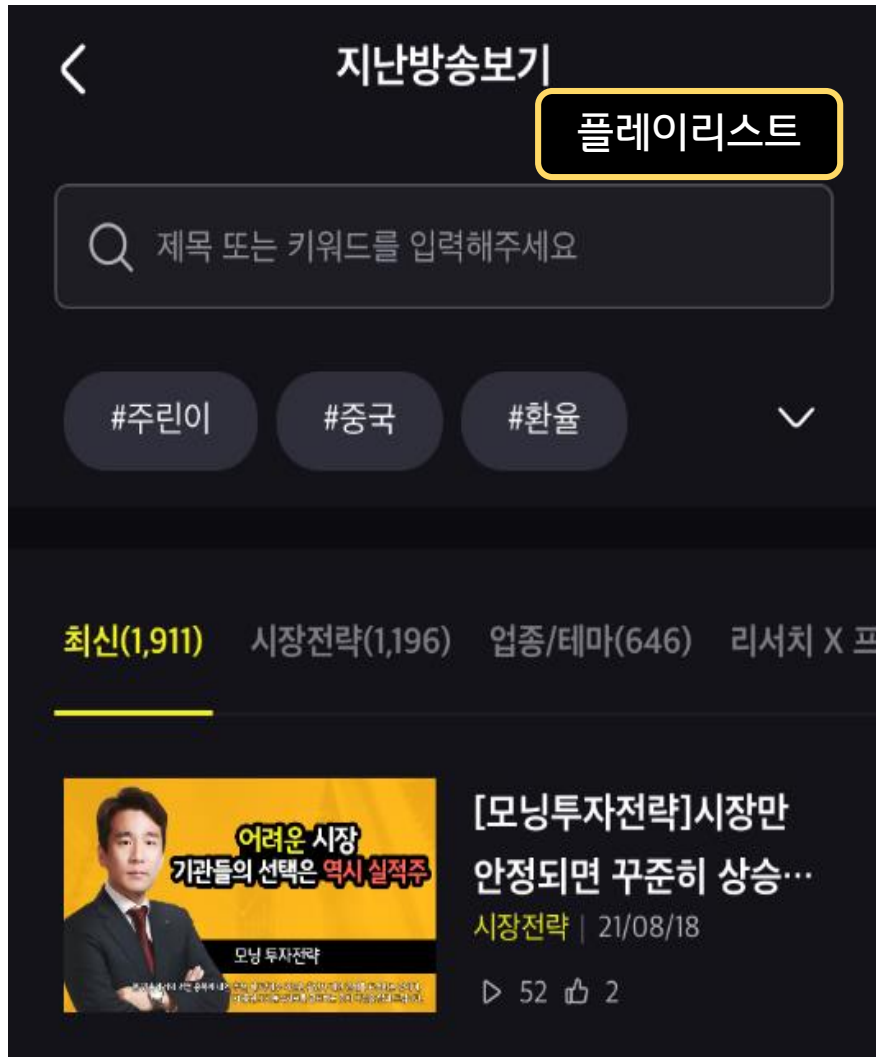 지난방송보기
플레이리스트
제목 또는 키워드를 입력해주세요
#주린이 #중국 #환율
최신(1,911) 시장전략(1,196) 업종/테마(646) 리서치 X 프
어려운 시장
기관들의 선택은 역시 실적주
모닝 투자전략
[모닝투자전략]시장만
안정되면 꾸준히 상승…
시장전략 | 21/08/18
52 2